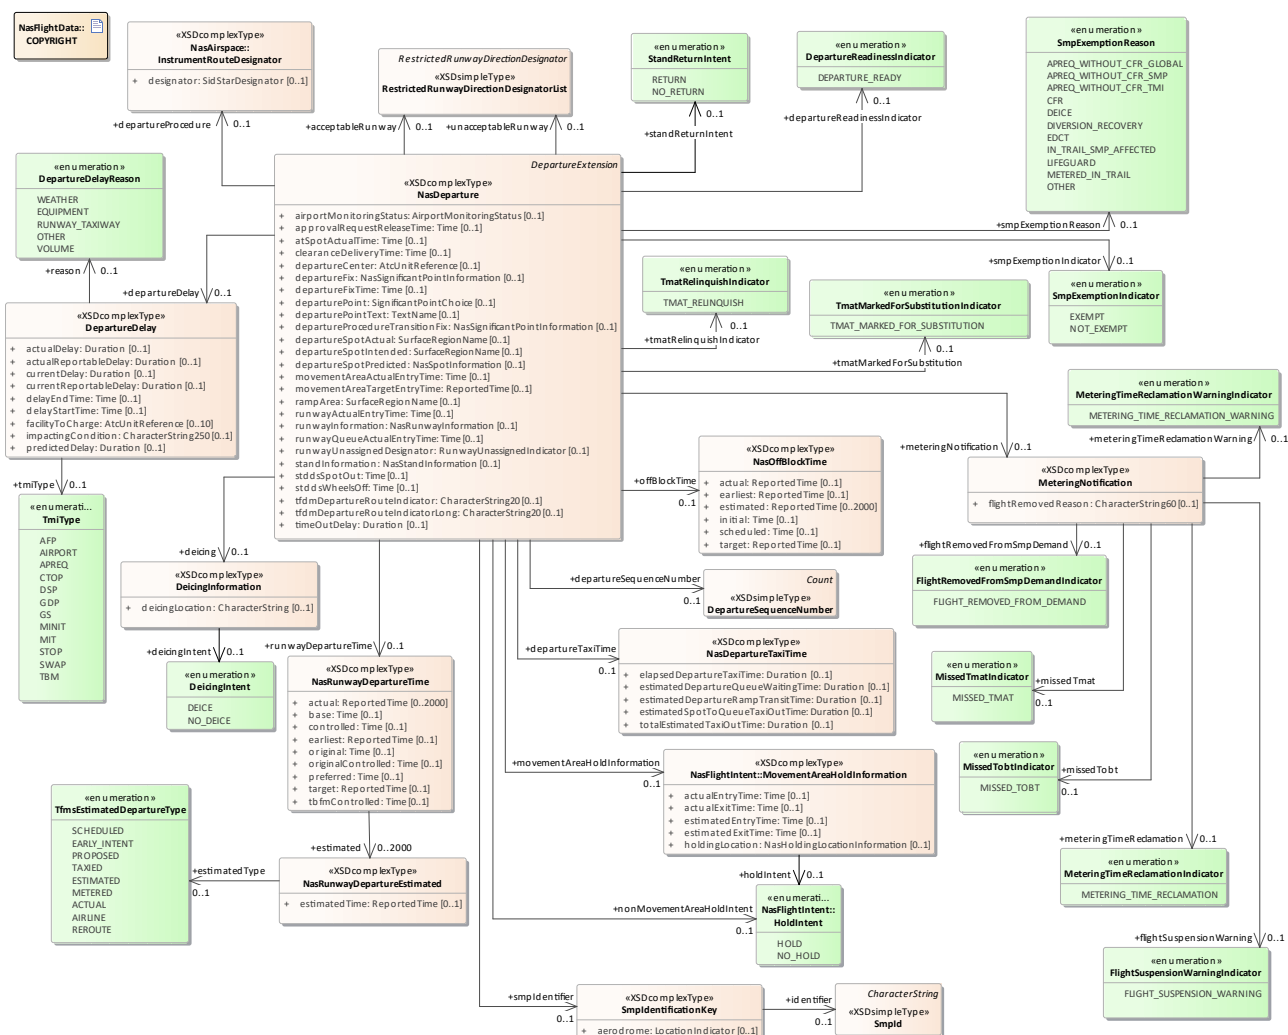 NasFlightData::
COPYRIGHT
«XSDcomplexType»
NasAirspace::
InstrumentRouteDesignator
+ designator: SidStarDesignator [0..1]
+departureProcedure 0..1
RestrictedRunwayDirectionDesignator
«XSDsimpleType»
RestrictedRunwayDirectionDesignatorList
+acceptableRunway 0..1
+unacceptableRunway 0..1
«enumeration»
StandReturnIntent
RETURN
NO_RETURN
0..1
+standReturnIntent
«enumeration»
DepartureReadinessIndicator
DEPARTURE_READY
0..1
+departureReadinessIndicator
«enumeration»
SmpExemptionReason
APREQ_WITHOUT_CFR_GLOBAL
APREQ_WITHOUT_CFR_SMP
APREQ_WITHOUT_CFR_TMI
CFR
DEICE
DIVERSION_RECOVERY
EDCT
IN_TRAIL_SMP_AFFECTED
LIFEGUARD
METERED_IN_TRAIL
OTHER
+smpExemptionReason 0..1
«enumeration»
DepartureDelayReason
WEATHER
EQUIPMENT
RUNWAY_TAXIWAY
OTHER
VOLUME
+reason 0..1
DepartureExtension
«XSDcomplexType»
NasDeparture
+ airportMonitoringStatus: AirportMonitoringStatus [0..1]
+ approvalRequestReleaseTime: Time [0..1]
+ atSpotActualTime: Time [0..1]
+ clearanceDeliveryTime: Time [0..1]
+ departureCenter: AtcUnitReference [0..1]
+ departureFix: NasSignificantPointInformation [0..1]
+ departureFixTime: Time [0..1]
+ departurePoint: SignificantPointChoice [0..1]
+ departurePointText: TextName [0..1]
+ departureProcedureTransitionFix: NasSignificantPointInformation [0..1]
+ departureSpotActual: SurfaceRegionName [0..1]
+ departureSpotIntended: SurfaceRegionName [0..1]
+ departureSpotPredicted: NasSpotInformation [0..1]
+ movementAreaActualEntryTime: Time [0..1]
+ movementAreaTargetEntryTime: ReportedTime [0..1]
+ rampArea: SurfaceRegionName [0..1]
+ runwayActualEntryTime: Time [0..1]
+ runwayInformation: NasRunwayInformation [0..1]
+ runwayQueueActualEntryTime: Time [0..1]
+ runwayUnassignedDesignator: RunwayUnassignedIndicator [0..1]
+ standInformation: NasStandInformation [0..1]
+ stddsSpotOut: Time [0..1]
+ stddsWheelsOff: Time [0..1]
+ tfdmDepartureRouteIndicator: CharacterString20 [0..1]
+ tfdmDepartureRouteIndicatorLong: CharacterString20 [0..1]
+ timeOutDelay: Duration [0..1]
+departureDelay 0..1
«XSDcomplexType»
DepartureDelay
+ actualDelay: Duration [0..1]
+ actualReportableDelay: Duration [0..1]
+ currentDelay: Duration [0..1]
+ currentReportableDelay: Duration [0..1]
+ delayEndTime: Time [0..1]
+ delayStartTime: Time [0..1]
+ facilityToCharge: AtcUnitReference [0..10]
+ impactingCondition: CharacterString250 [0..1]
+ predictedDelay: Duration [0..1]
+smpExemptionIndicator 0..1
«enumeration»
SmpExemptionIndicator
EXEMPT
NOT_EXEMPT
«enumeration»
TmatRelinquishIndicator
TMAT_RELINQUISH
0..1
+tmatRelinquishIndicator
«enumeration»
TmatMarkedForSubstitutionIndicator
TMAT_MARKED_FOR_SUBSTITUTION
0..1
+tmatMarkedForSubstitution
«enumeration»
MeteringTimeReclamationWarningIndicator
METERING_TIME_RECLAMATION_WARNING
+meteringTimeReclamationWarning 0..1
+meteringNotification 0..1
«XSDcomplexType»
MeteringNotification
+ flightRemovedReason: CharacterString60 [0..1]
«XSDcomplexType»
NasOffBlockTime
+ actual: ReportedTime [0..1]
+ earliest: ReportedTime [0..1]
+ estimated: ReportedTime [0..2000]
+ initial: Time [0..1]
+ scheduled: Time [0..1]
+ target: ReportedTime [0..1]
+offBlockTime
0..1
+tmiType 0..1
«enumerati...
TmiType
AFP
AIRPORT
APREQ
CTOP
DSP
GDP
GS
MINIT
MIT
STOP
SWAP
TBM
+deicing 0..1
«XSDcomplexType»
DeicingInformation
+ deicingLocation: CharacterString [0..1]
+deicingIntent 0..1
«enumeration»
DeicingIntent
DEICE
NO_DEICE
+flightRemovedFromSmpDemand 0..1
«enumeration»
FlightRemovedFromSmpDemandIndicator
FLIGHT_REMOVED_FROM_DEMAND
+departureSequenceNumber
0..1
Count
«XSDsimpleType»
DepartureSequenceNumber
+runwayDepartureTime 0..1
«XSDcomplexType»
NasRunwayDepartureTime
+ actual: ReportedTime [0..2000]
+ base: Time [0..1]
+ controlled: Time [0..1]
+ earliest: ReportedTime [0..1]
+ original: Time [0..1]
+ originalControlled: Time [0..1]
+ preferred: Time [0..1]
+ target: ReportedTime [0..1]
+ tbfmControlled: Time [0..1]
+departureTaxiTime
0..1
«XSDcomplexType»
NasDepartureTaxiTime
+ elapsedDepartureTaxiTime: Duration [0..1]
+ estimatedDepartureQueueWaitingTime: Duration [0..1]
+ estimatedDepartureRampTransitTime: Duration [0..1]
+ estimatedSpotToQueueTaxiOutTime: Duration [0..1]
+ totalEstimatedTaxiOutTime: Duration [0..1]
«enumeration»
MissedTmatIndicator
MISSED_TMAT
+missedTmat
0..1
+movementAreaHoldInformation
0..1
«XSDcomplexType»
NasFlightIntent::MovementAreaHoldInformation
+ actualEntryTime: Time [0..1]
+ actualExitTime: Time [0..1]
+ estimatedEntryTime: Time [0..1]
+ estimatedExitTime: Time [0..1]
+ holdingLocation: NasHoldingLocationInformation [0..1]
«enumeration»
MissedTobtIndicator
MISSED_TOBT
+missedTobt
0..1
«enumeration»
TfmsEstimatedDepartureType
SCHEDULED
EARLY_INTENT
PROPOSED
TAXIED
ESTIMATED
METERED
ACTUAL
AIRLINE
REROUTE
+estimatedType
0..1
+estimated 0..2000
«XSDcomplexType»
NasRunwayDepartureEstimated
+ estimatedTime: ReportedTime [0..1]
+holdIntent 0..1
+nonMovementAreaHoldIntent
0..1
«enumerati...
NasFlightIntent::
HoldIntent
HOLD
NO_HOLD
+meteringTimeReclamation 0..1
«enumeration»
MeteringTimeReclamationIndicator
METERING_TIME_RECLAMATION
+flightSuspensionWarning 0..1
«enumeration»
FlightSuspensionWarningIndicator
FLIGHT_SUSPENSION_WARNING
+smpIdentifier
0..1
«XSDcomplexType»
SmpIdentificationKey
+ aerodrome: LocationIndicator [0..1]
+identifier
0..1
CharacterString
«XSDsimpleType»
SmpId